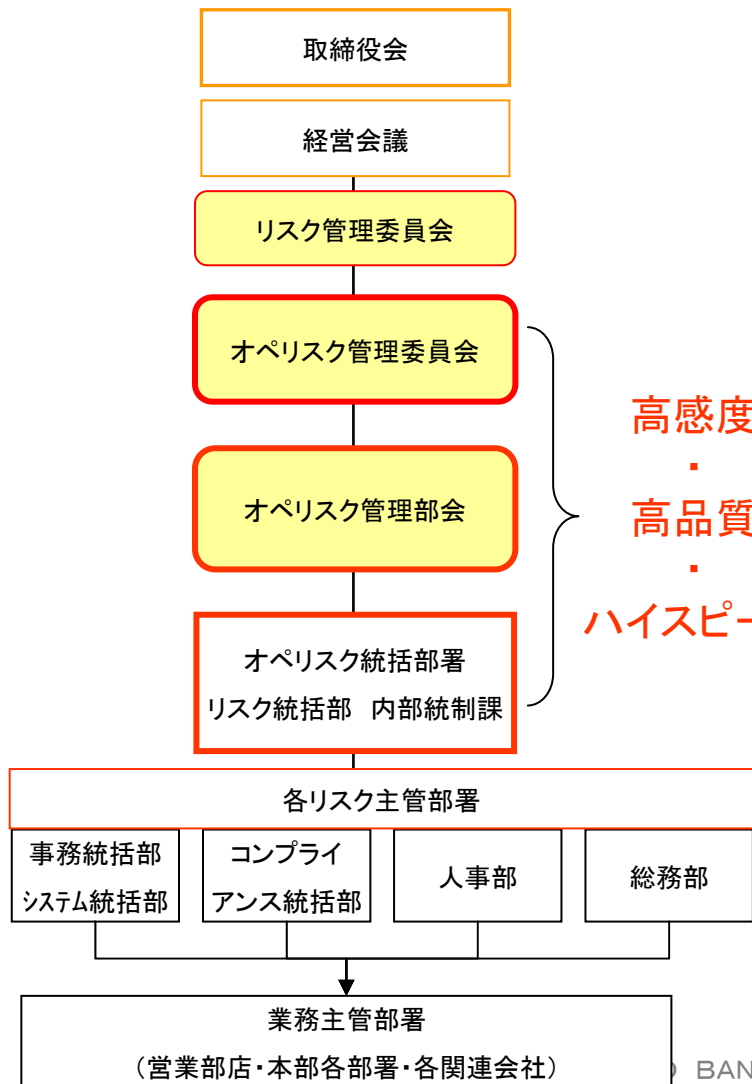 取締役会
経営会議
リスク管理委員会
オペリスク管理委員会
オペリスク管理部会
高感度
・
高品質
・
ハイスピー
オペリスク統括部署
リスク統括部　内部統制課
各リスク主管部署
事務統括部
システム統括部
コンプライ
アンス統括部
人事部
総務部
業務主管部署
（営業部店・本部各部署・各関連会社）
BAN